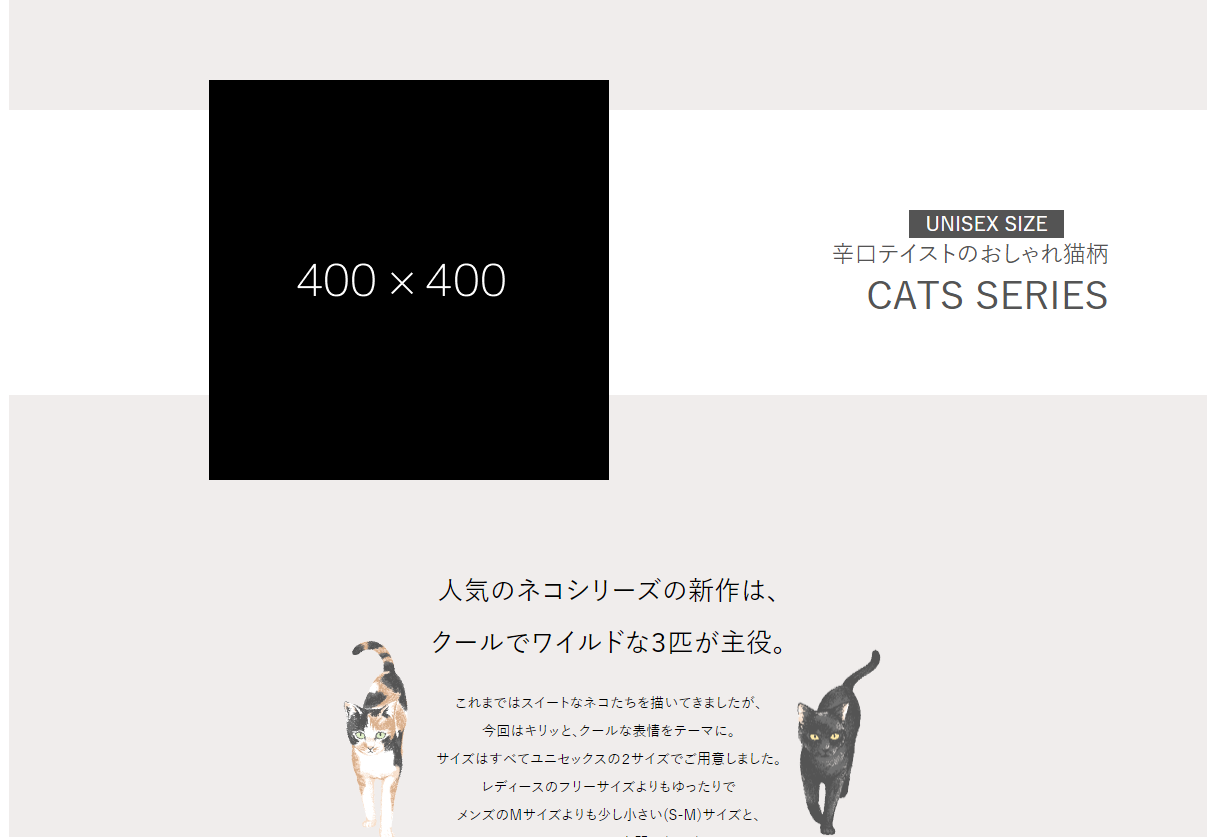 400 × 400
UNISEX SIZE
辛口テイストのおしゃれ猫柄
CATS SERIES
人気のネコシリーズの新作は、
クールでワイルドな3匹が主役。
これまではスイートなネコたちを描いてきましたが、
今回はキリッと、クールな表情をテーマに。
サイズはすべてユニセックスの2サイズでご用意しました。
レディースのフリーサイズよりもゆったりで
メンズのMサイズよりも少し小さい(S-M)サイズと、